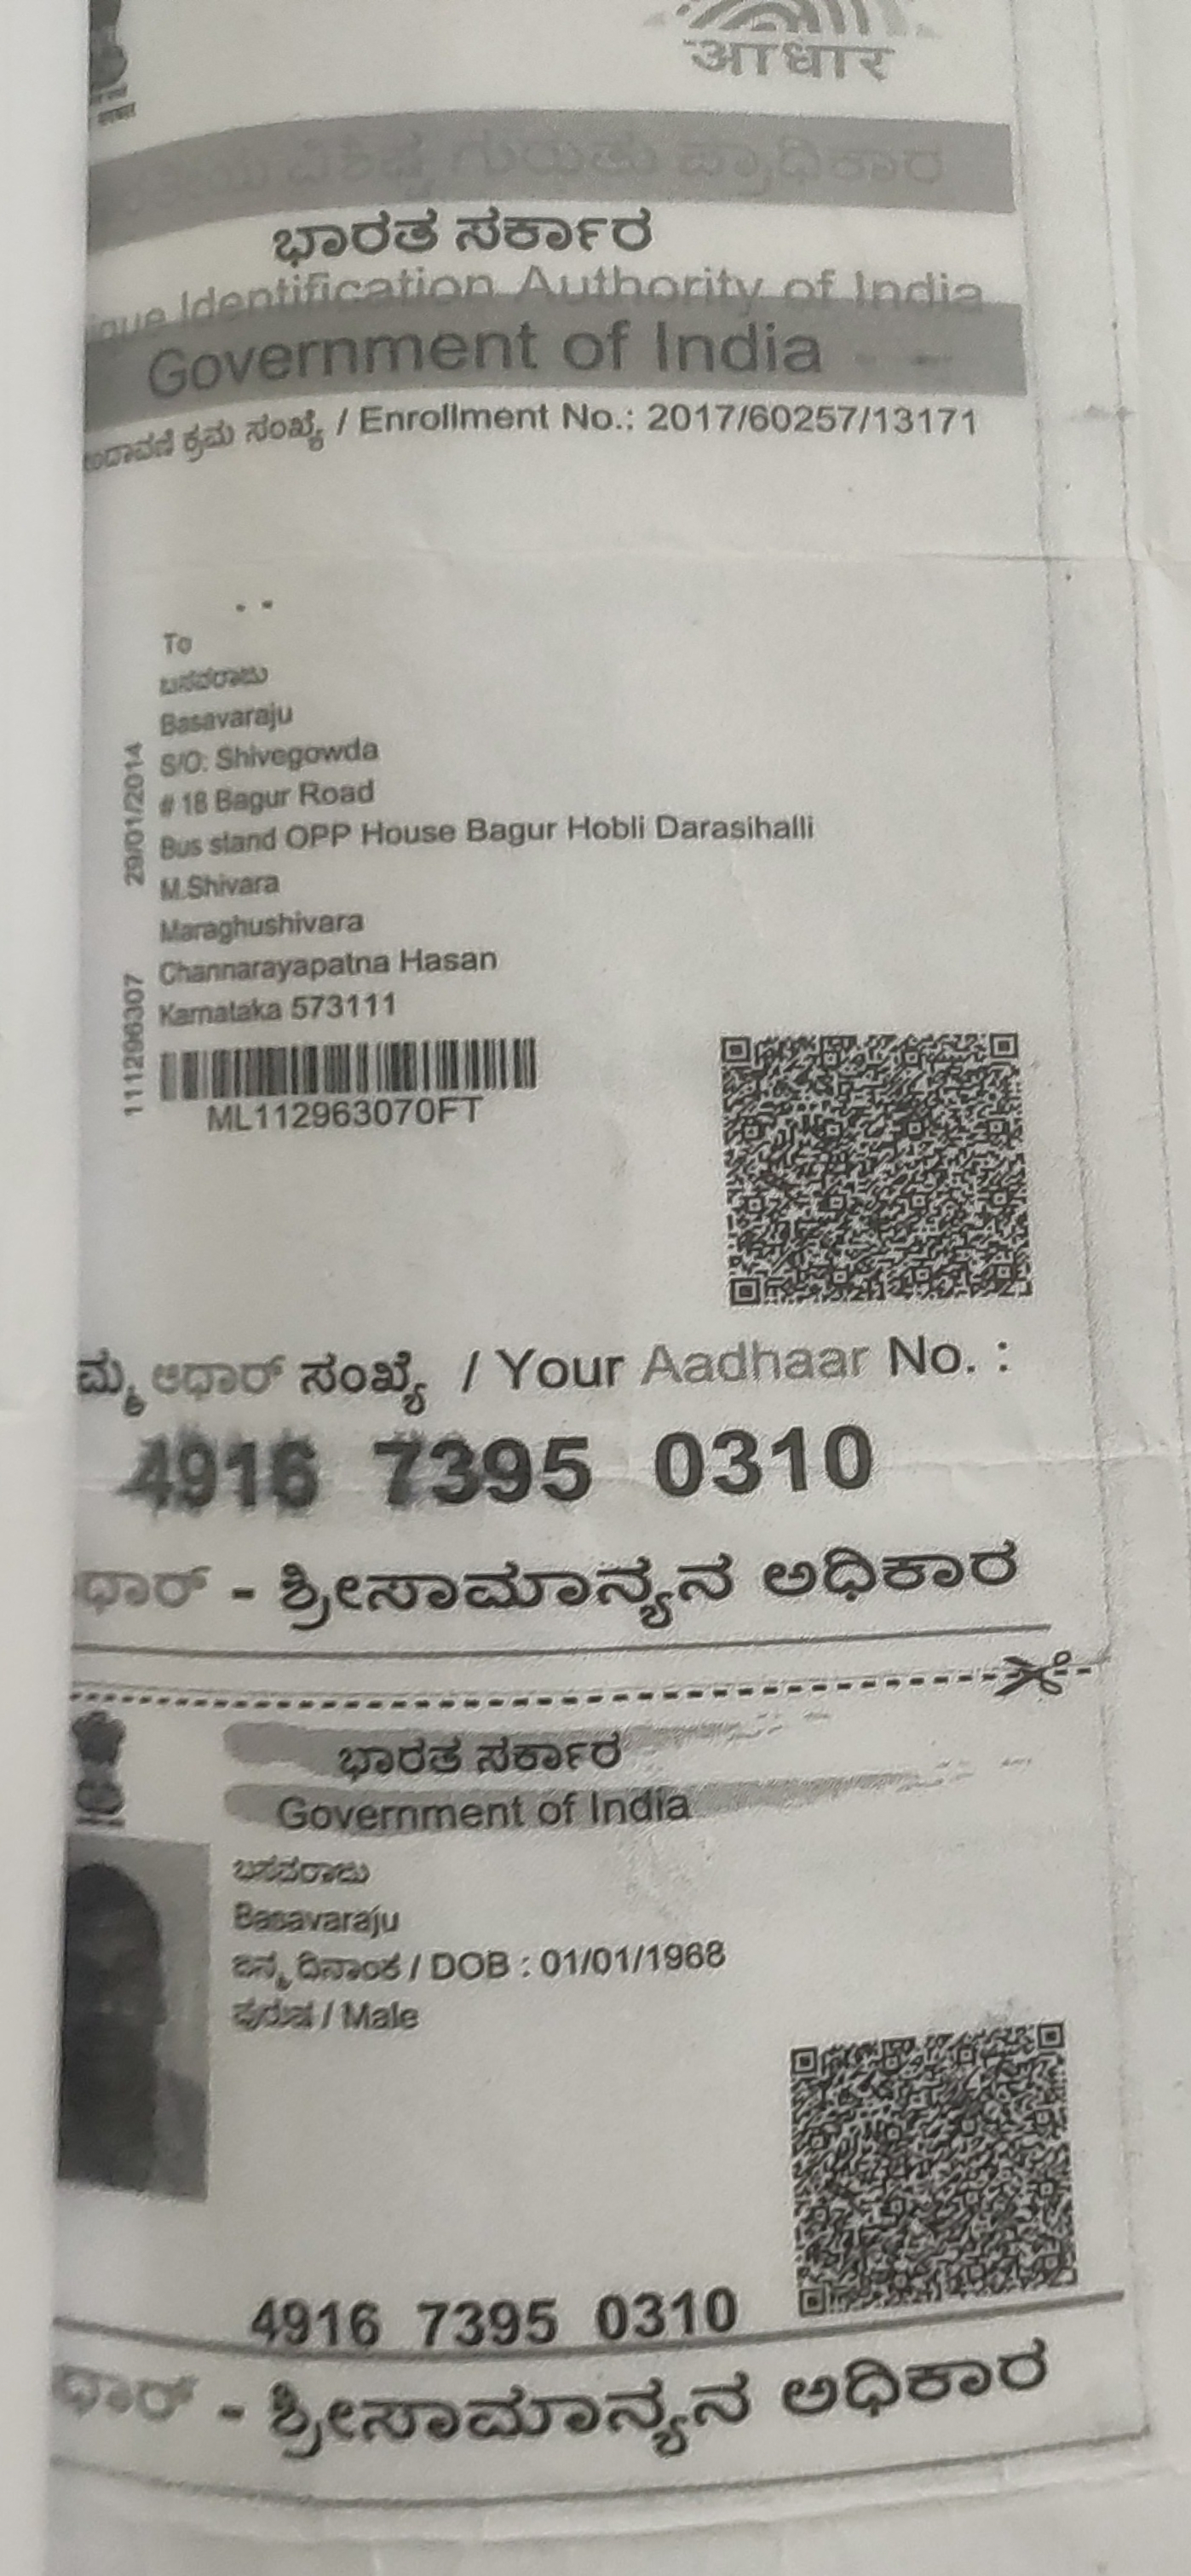 आधार
ವಿಶಿಷ್ಟ ಗುರುತು ಪ್ರಾಧಿಕಾರ
ಭಾರತ ಸರ್ಕಾರ
Identification Authority of India
Government of India
ಕ್ರಮ ಸಂಖ್ಯೆ / Enrollment No.: 2017/60257/13171
To
ಬಸವರಾಜು
Basavaraju
S/O: Shivegowda
# 18 Bagur Road
Bus stand OPP House Bagur Hobli Darasihalli
M.Shivara
Maraghushivara
Channarayapatna Hasan
Karnataka 573111
29/01/2014
111296307
ML112963070FT
ಆಧಾರ್ ಸಂಖ್ಯೆ / Your Aadhaar No. :
4916 7395 0310
ಧಾರ್ - ಶ್ರೀಸಾಮಾನ್ಯನ ಅಧಿಕಾರ
ಭಾರತ ಸರ್ಕಾರ
Government of India
ಬಸವರಾಜು
Basavaraju
ಜನ್ಮ ದಿನಾಂಕ / DOB : 01/01/1968
ಪುರುಷ / Male
4916 7395 0310
ಧಾರ್ - ಶ್ರೀಸಾಮಾನ್ಯನ ಅಧಿಕಾರ